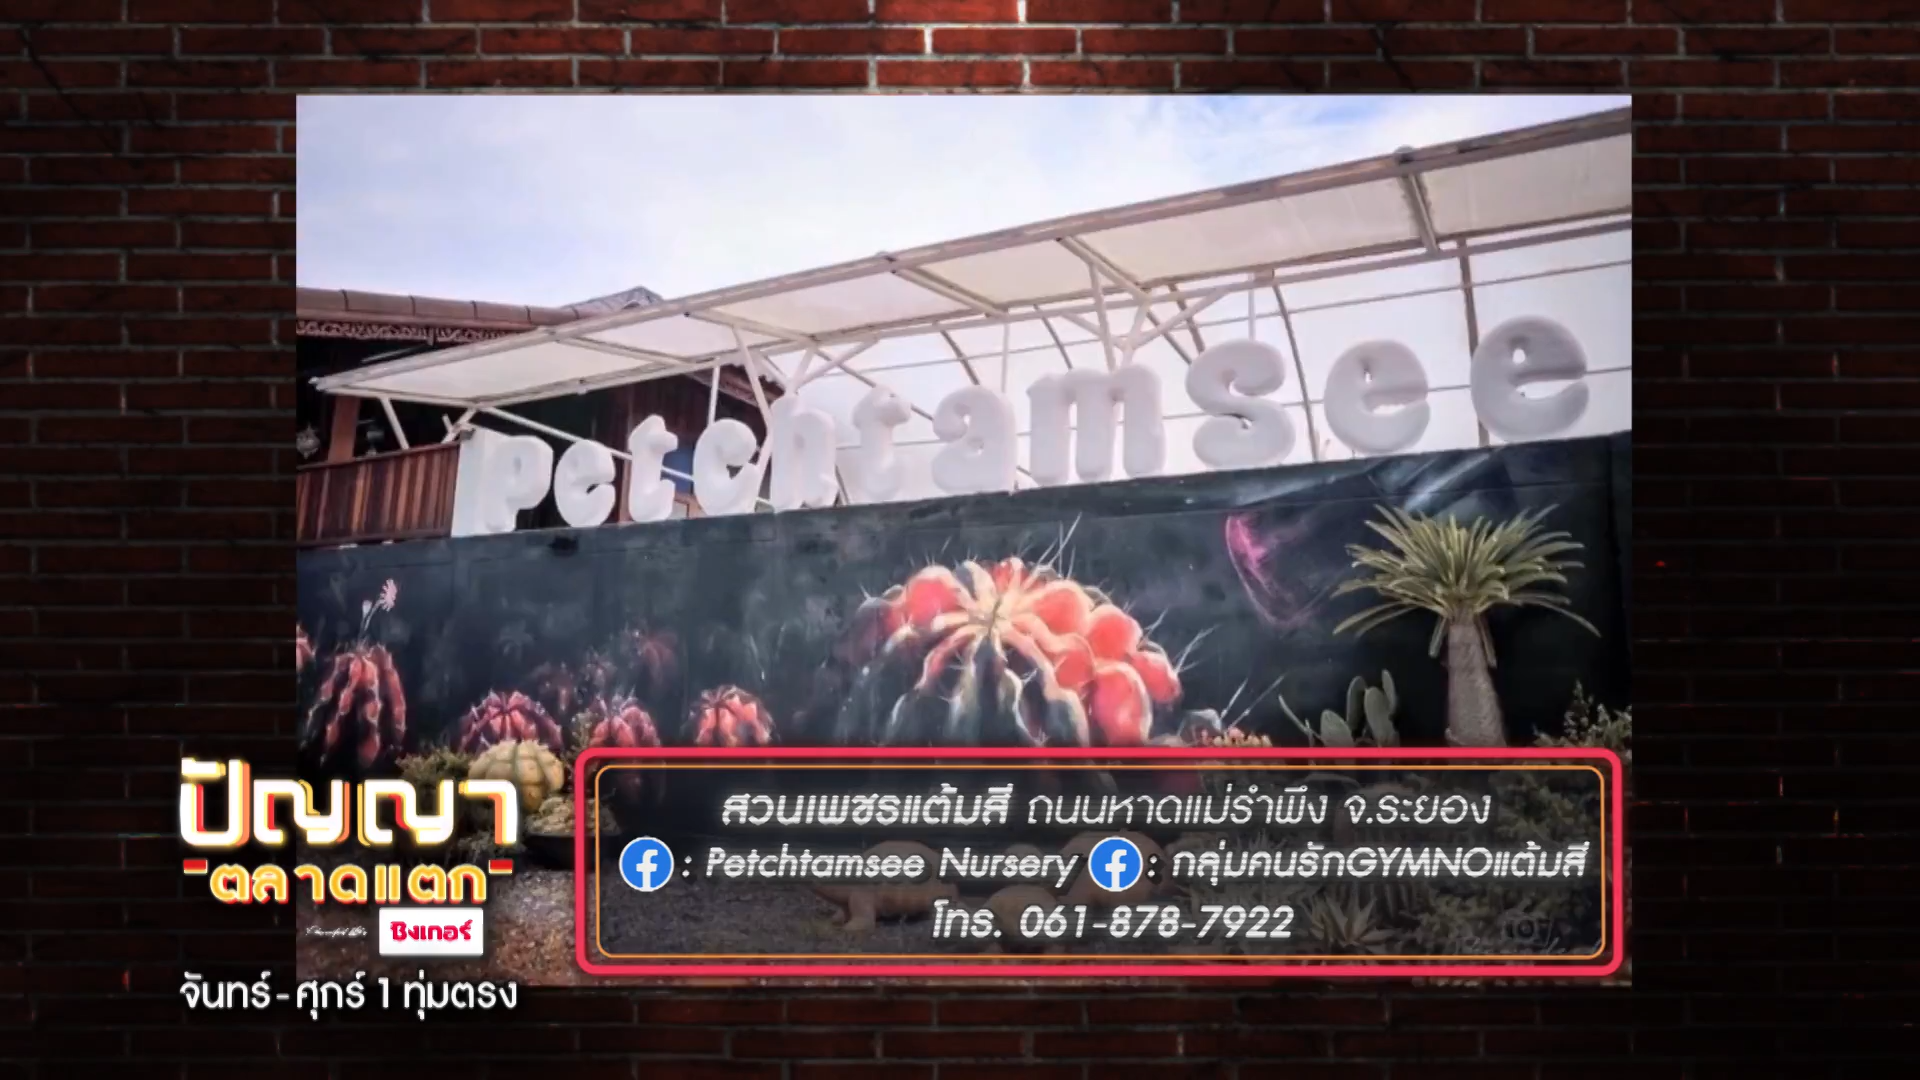 petchtamsee
สวนเพชรแต้มสี ถนนหาดแม่รำพึง จ.ระยอง
: Petchtamsee Nursery : กลุ่มคนรักGYMNOแต้มสี
โทร. 061-878-7922
ปัญญา
"ตลาดแตก"
ซิงเกอร์
จันทร์-ศุกร์ 1 ทุ่มตรง